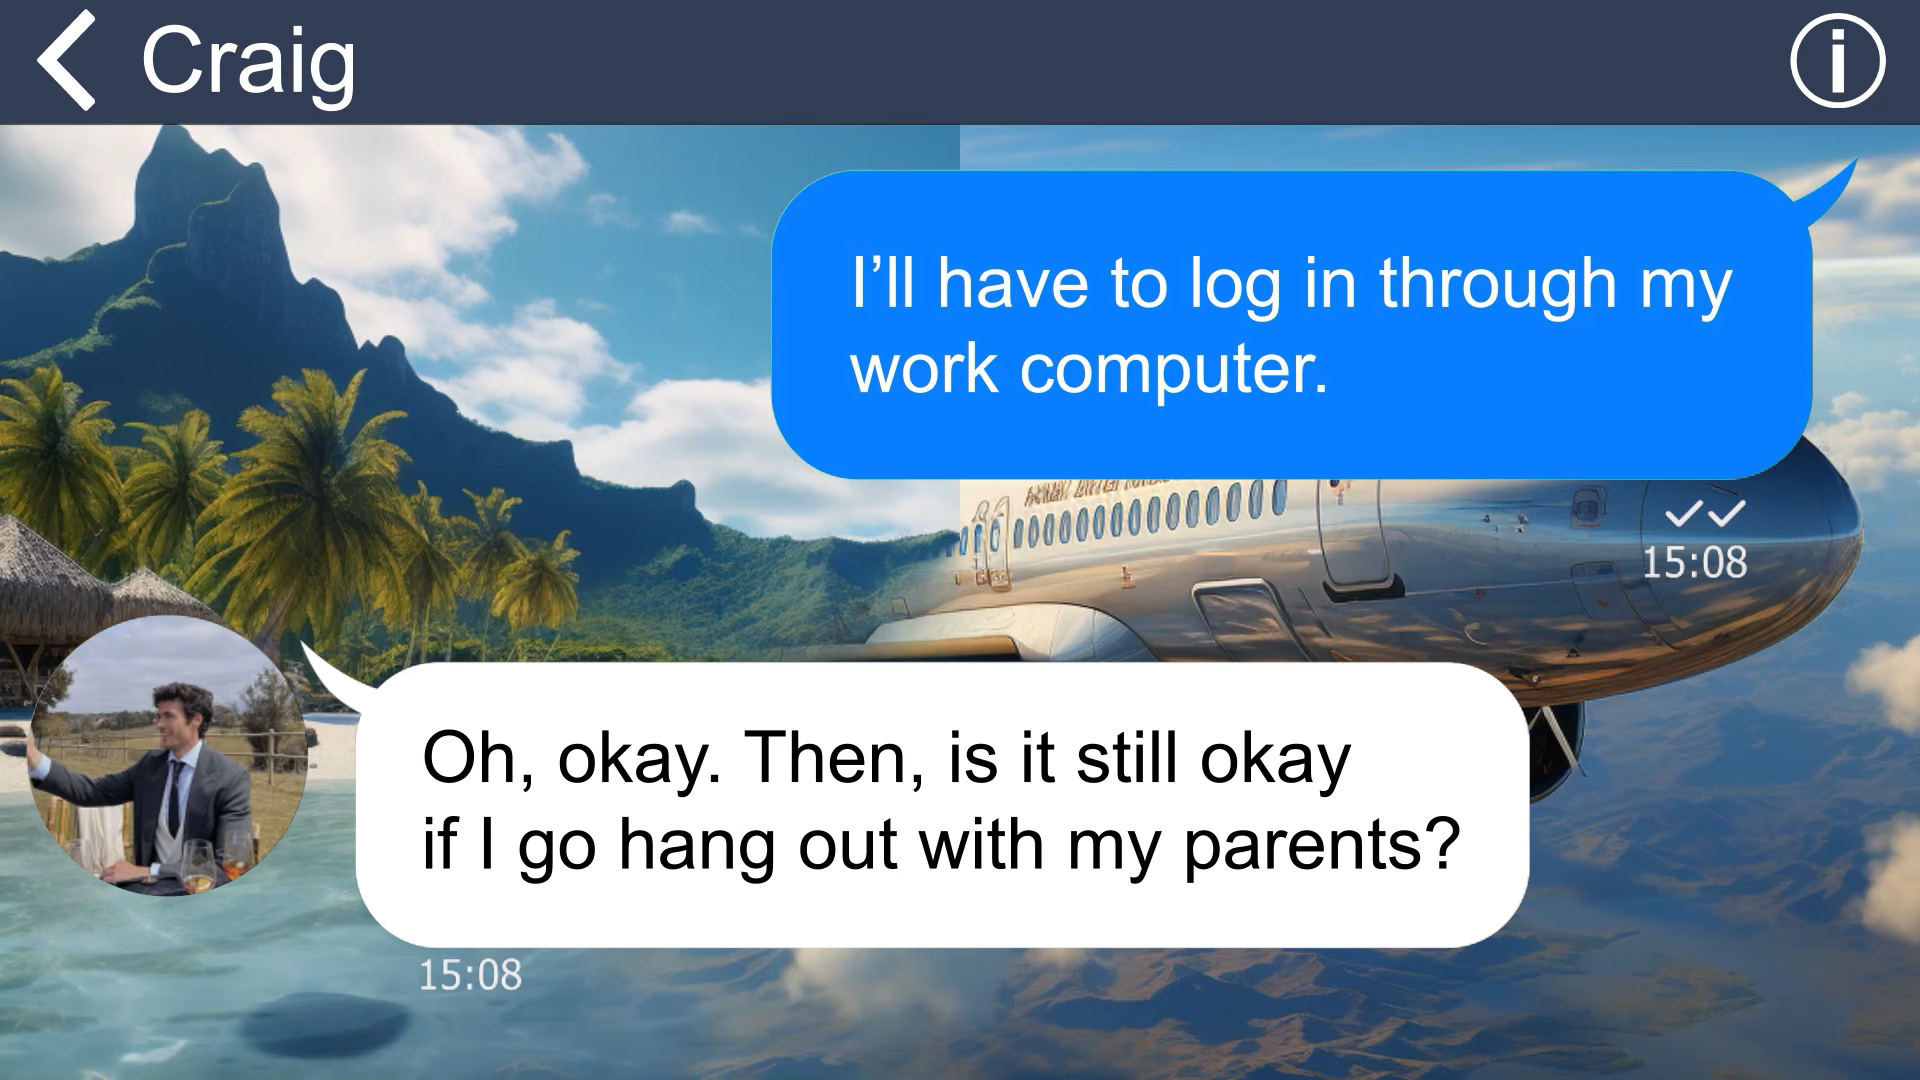 Craig
I’ll have to log in through my
work computer.
15:08
Oh, okay. Then, is it still okay
if I go hang out with my parents?
15:08